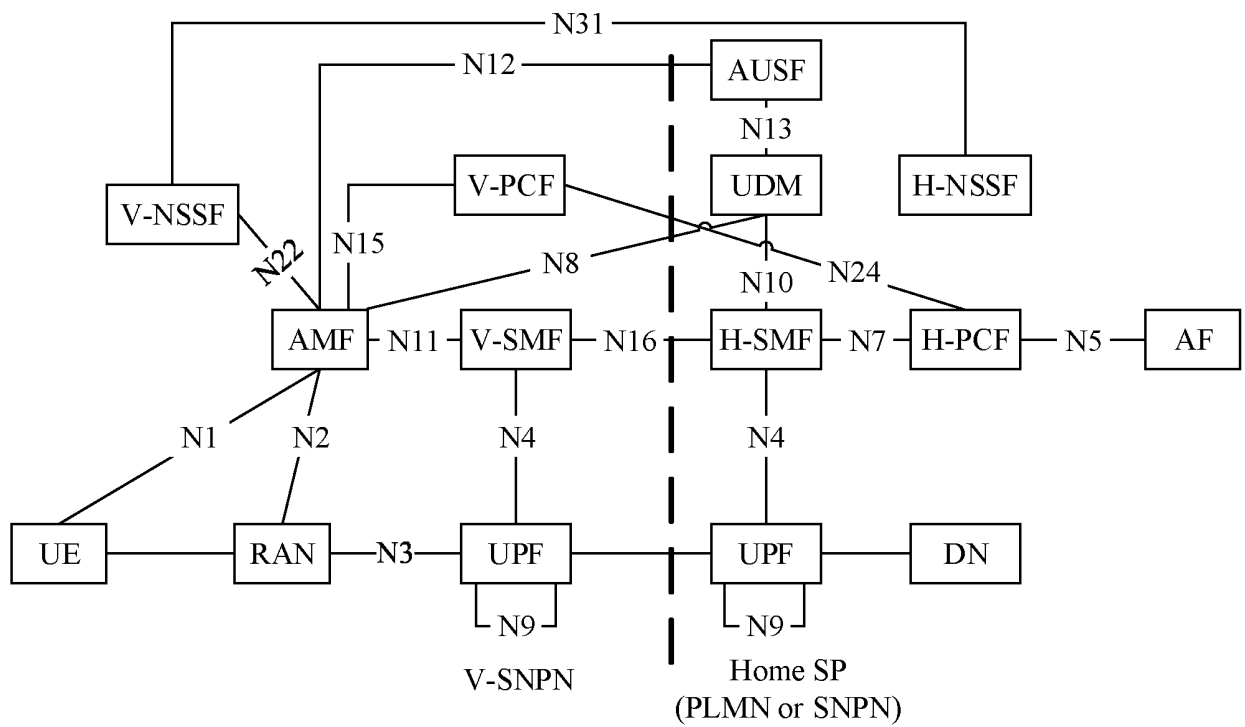 N31
N12
AUSF
N13
V-PCF
UDM
H-NSSF
V-NSSF
N15
N22
N8
N10
N24
AMF
N11
V-SMF
N16
H-SMF
N7
H-PCF
N5
AF
N1
N2
N4
N4
UE
RAN
N3
UPF
UPF
DN
N9
N9
V-SNPN
Home SP
(PLMN or SNPN)